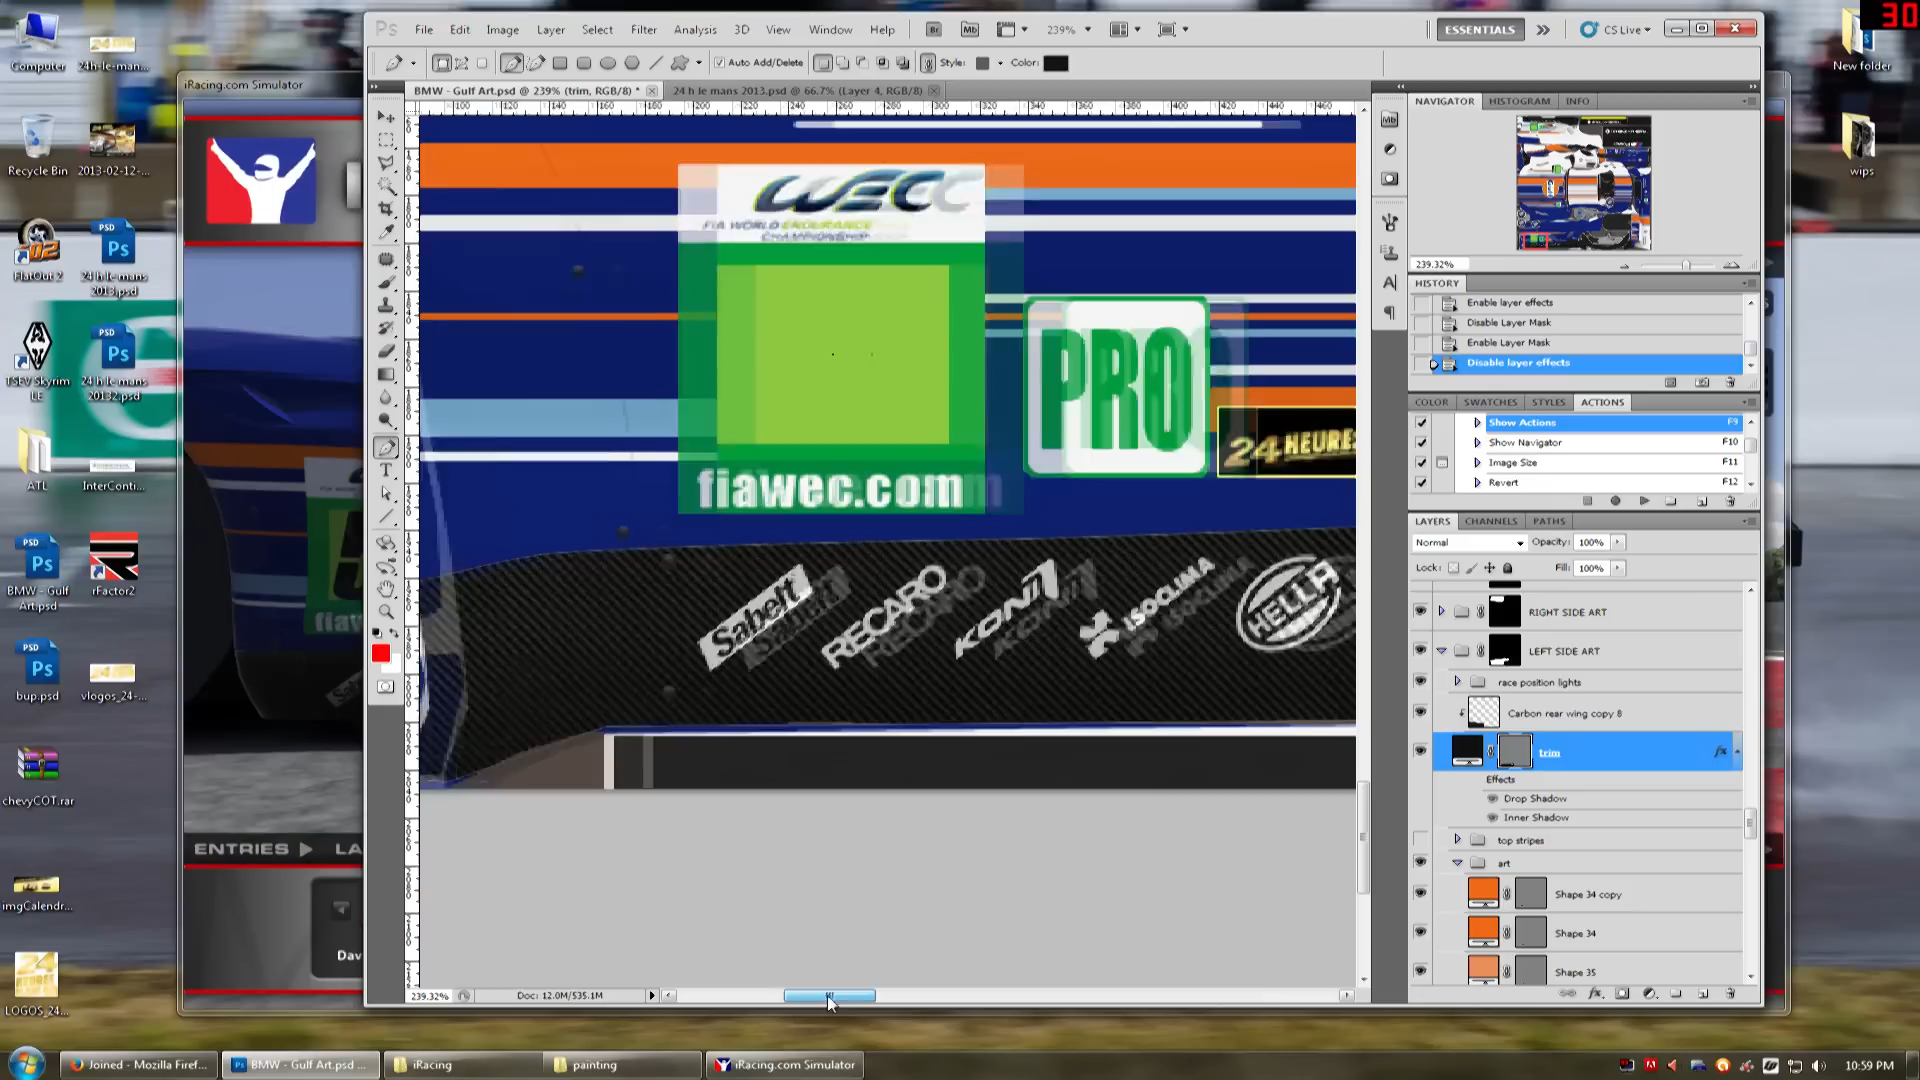 File Edit Image Layer Select Filter Analysis 3D View Window Help
239%
ESSENTIALS
CS Live
30
Auto Add/Delete
Style:
Color:
BMW - Gulf Art.psd @ 239% (trim, RGB/8) *
24 h le mans 2013.psd @ 66.7% (Layer 4, RGB/8)
Computer
24h-le-man...
Recycle Bin
2013-02-12-...
FlatOut 2
24 h le mans 2013.psd
TSEV Skyrim LE
24 h le mans 20132.psd
ATL
InterConti...
BMW - Gulf Art.psd
rFactor2
bup.psd
vlogos_24-...
chevyCOT.rar
imgCalendr...
LOGOS_24...
New folder
wips
iRacing.com Simulator
ENTRIES
Dav
WEC
FIA WORLD ENDURANCE
CHAMPIONSHIP
fiawec.com
PRO
24 HEURES
Sabelt
RECARO
KONI
ISOCLIMA
HELLA
NAVIGATOR HISTOGRAM INFO
239.32%
HISTORY
Enable layer effects
Disable Layer Mask
Enable Layer Mask
Disable layer effects
COLOR SWATCHES STYLES ACTIONS
Show Actions F9
Show Navigator F10
Image Size F11
Revert F12
LAYERS CHANNELS PATHS
Normal Opacity: 100%
Lock: Fill: 100%
RIGHT SIDE ART
LEFT SIDE ART
race position lights
Carbon rear wing copy 8
trim
Effects
Drop Shadow
Inner Shadow
top stripes
art
Shape 34 copy
Shape 34
Shape 35
239.32% Doc: 12.0M/535.1M
Joined - Mozilla Firef...
BMW - Gulf Art.psd ...
iRacing
painting
iRacing.com Simulator
10:59 PM